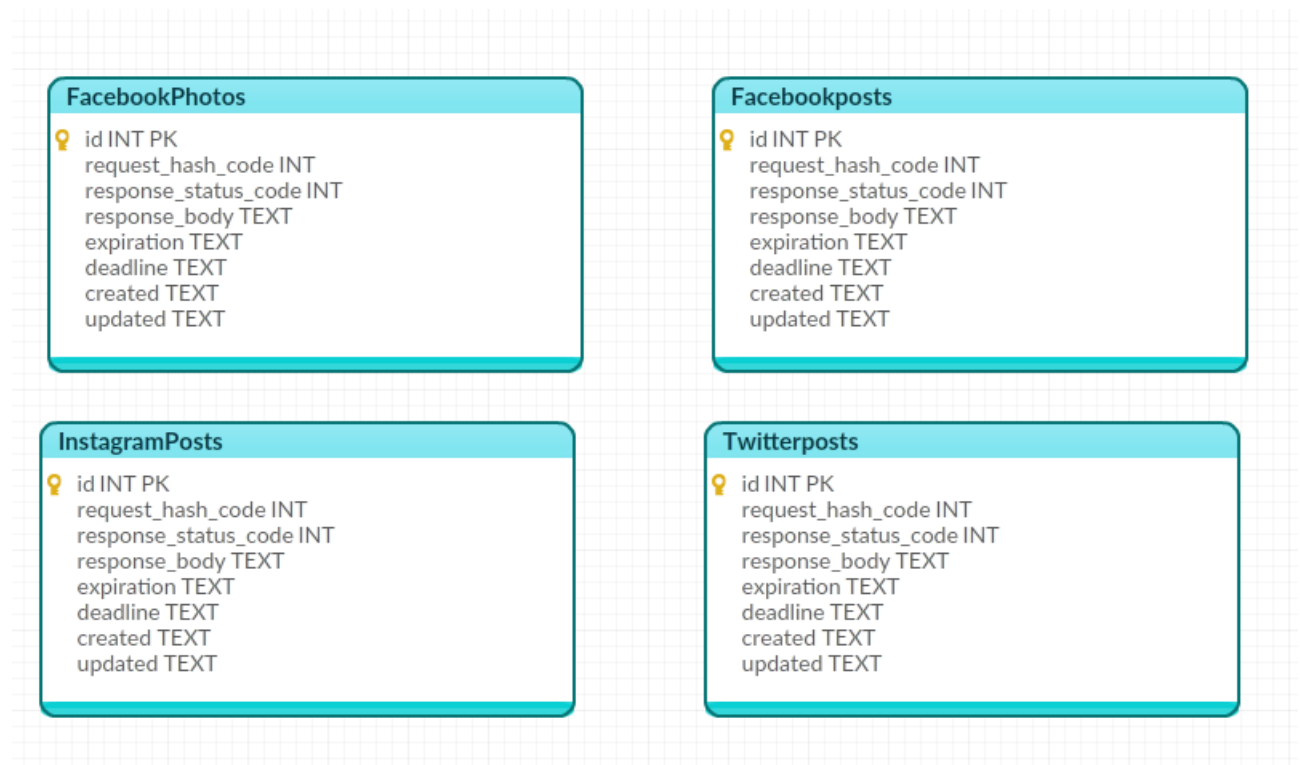 FacebookPhotos
id INT PK
request_hash_code INT
response_status_code INT
response_body TEXT
expiration TEXT
deadline TEXT
created TEXT
updated TEXT
Facebookposts
id INT PK
request_hash_code INT
response_status_code INT
response_body TEXT
expiration TEXT
deadline TEXT
created TEXT
updated TEXT
InstagramPosts
id INT PK
request_hash_code INT
response_status_code INT
response_body TEXT
expiration TEXT
deadline TEXT
created TEXT
updated TEXT
Twitterposts
id INT PK
request_hash_code INT
response_status_code INT
response_body TEXT
expiration TEXT
deadline TEXT
created TEXT
updated TEXT